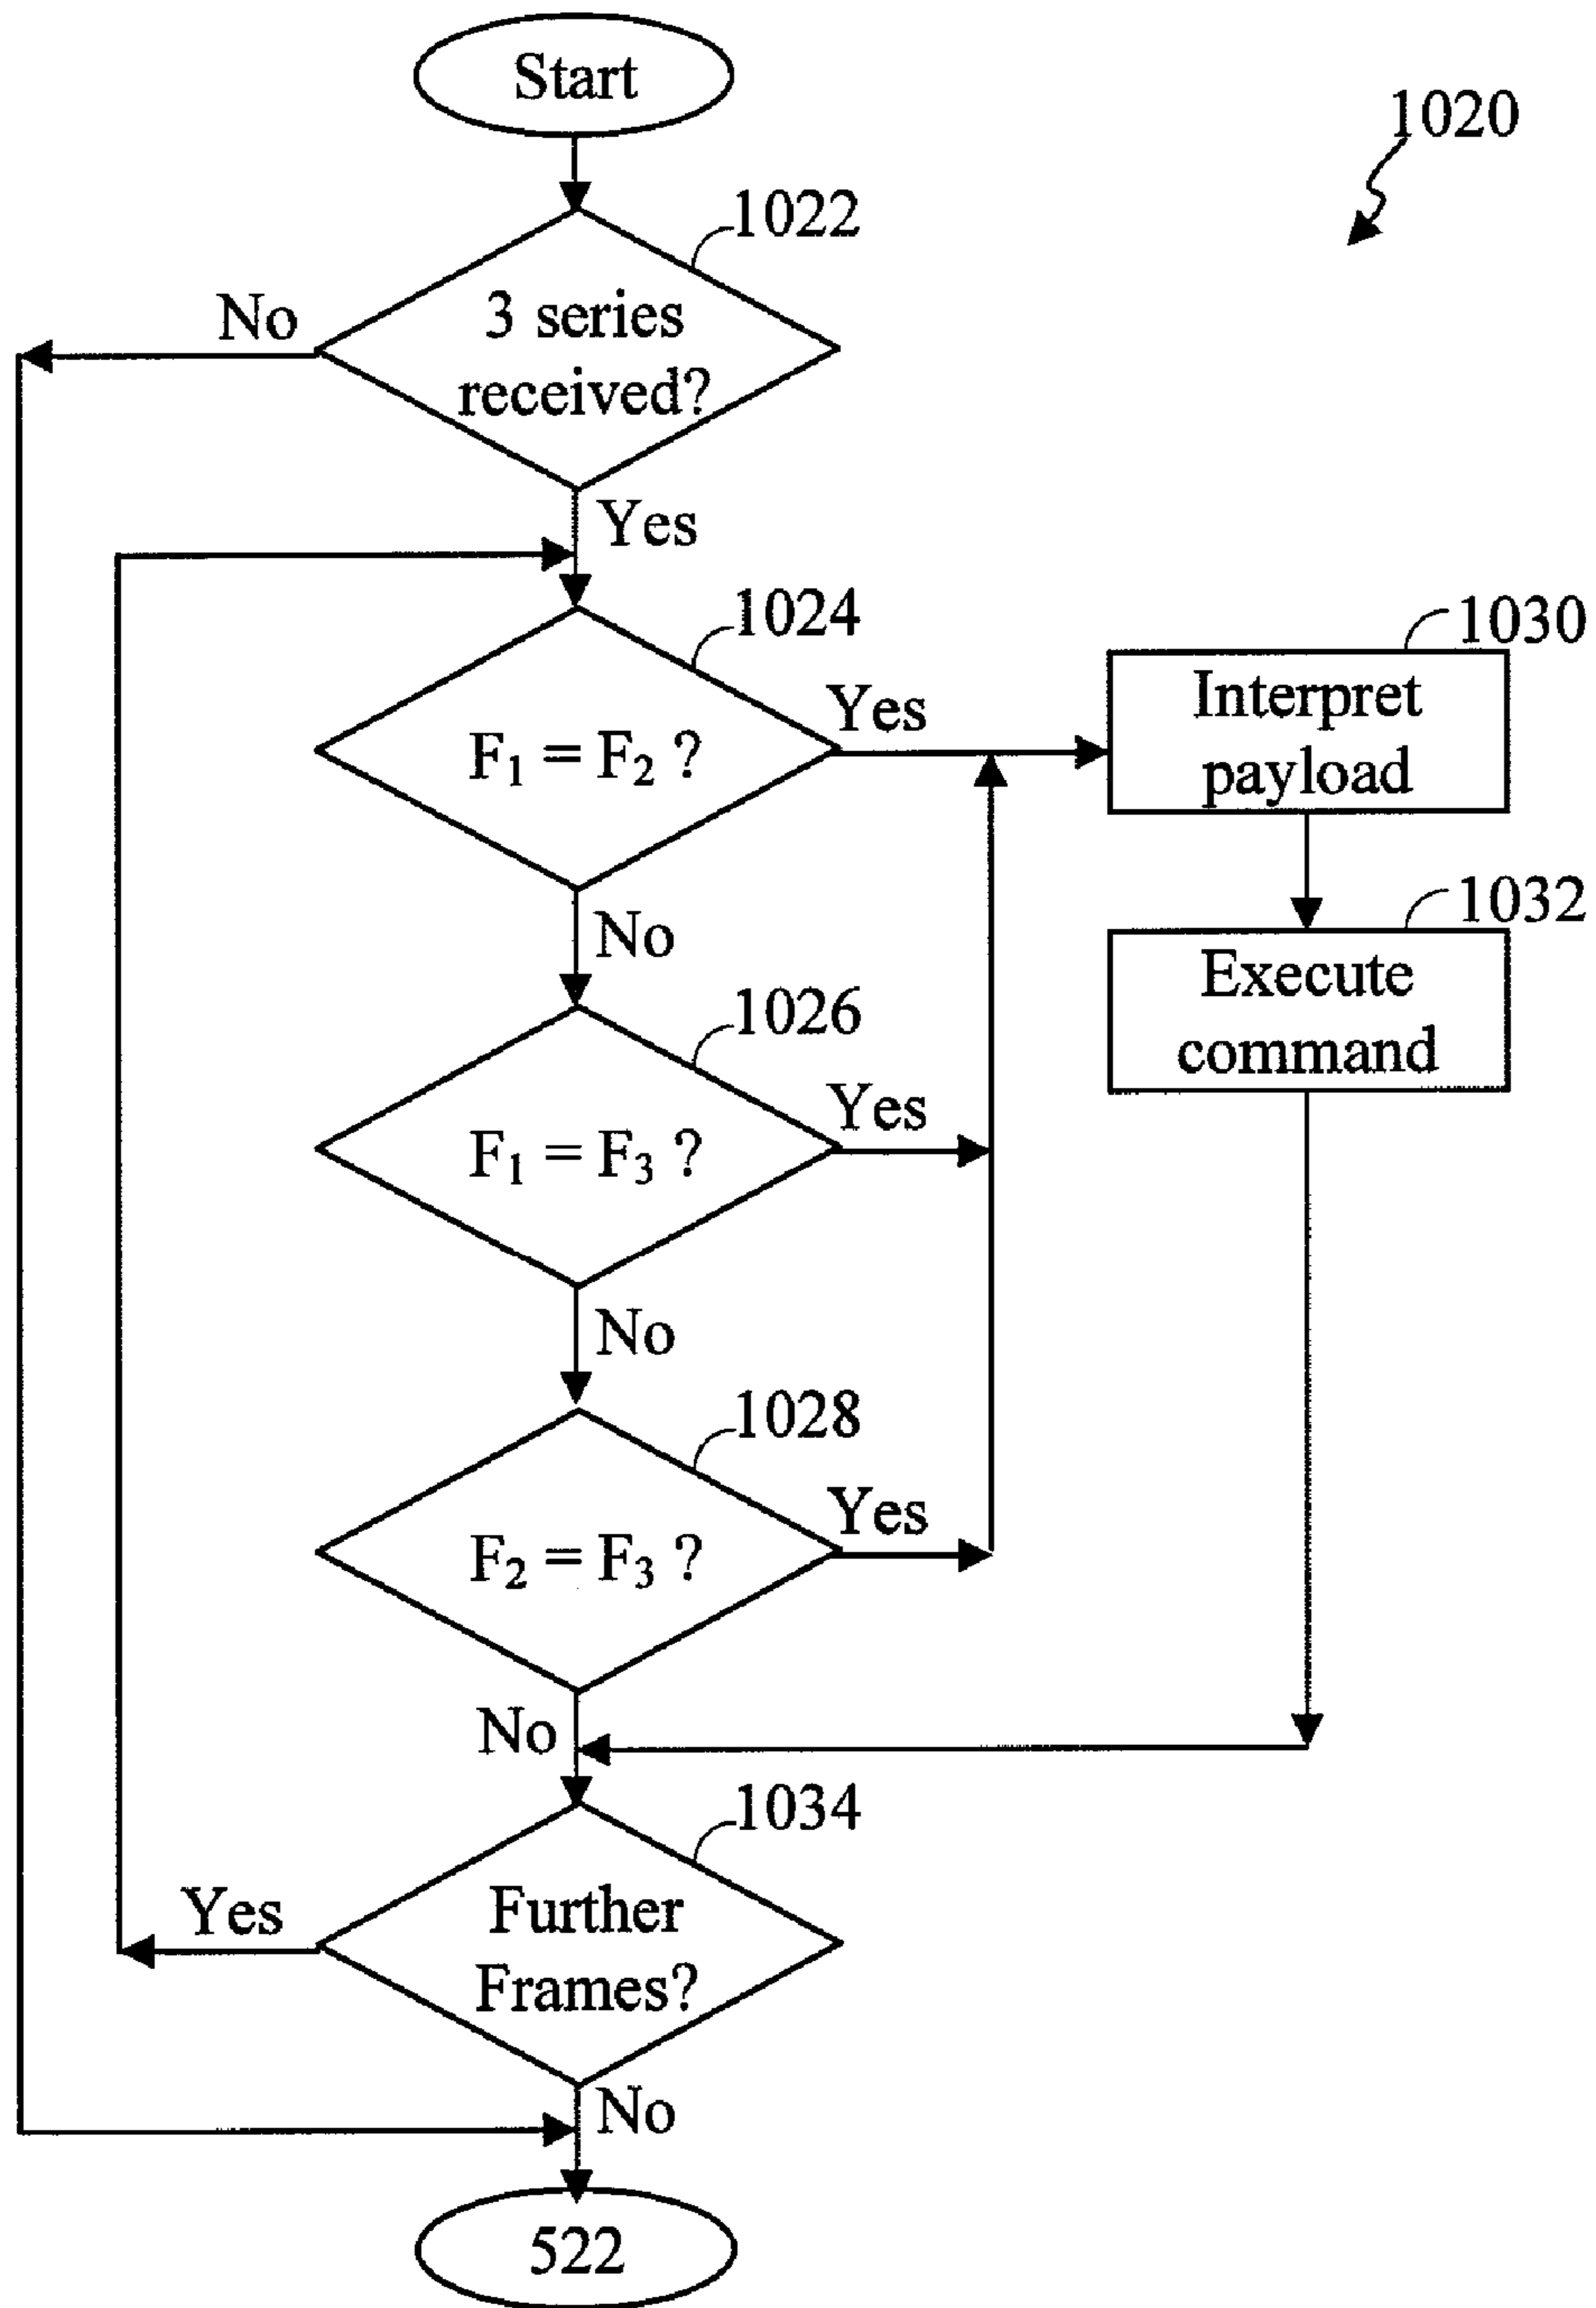 Start
1020
1022
No
3 series
received?
Yes
1024
1030
Yes
Interpret
payload
F₁ = F₂ ?
No
1032
Execute
command
1026
Yes
F₁ = F₃ ?
No
1028
Yes
F₂ = F₃ ?
No
1034
Yes
Further
Frames?
No
522